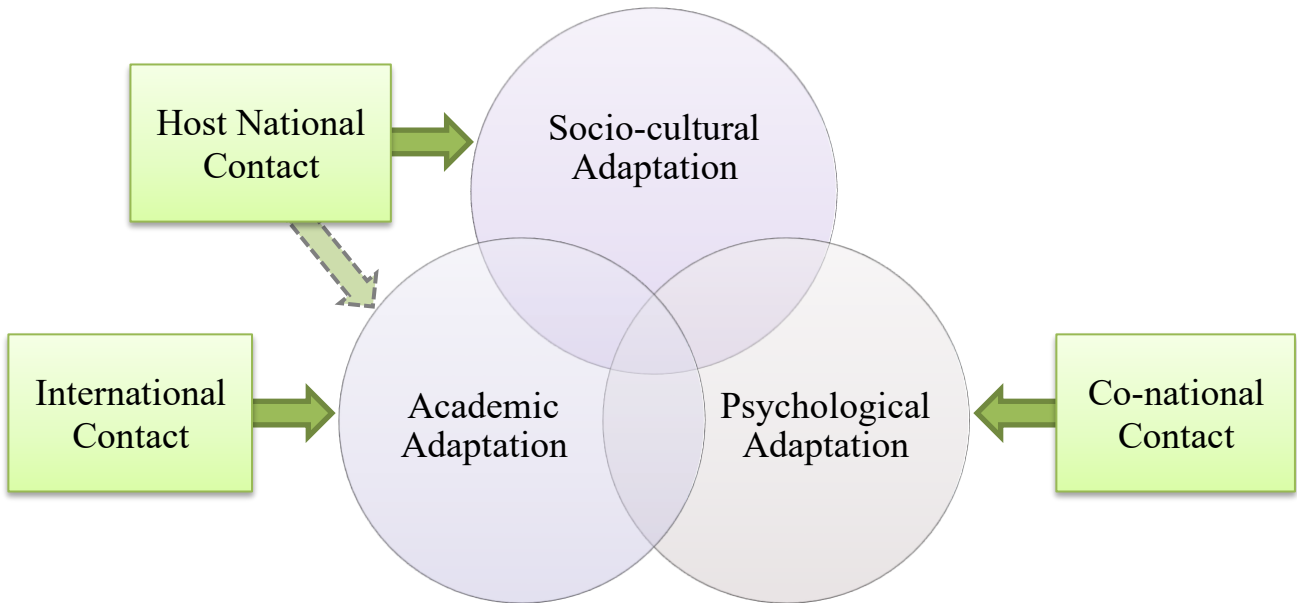 Host National
Contact
Socio-cultural
Adaptation
International
Contact
Academic
Adaptation
Psychological
Adaptation
Co-national
Contact